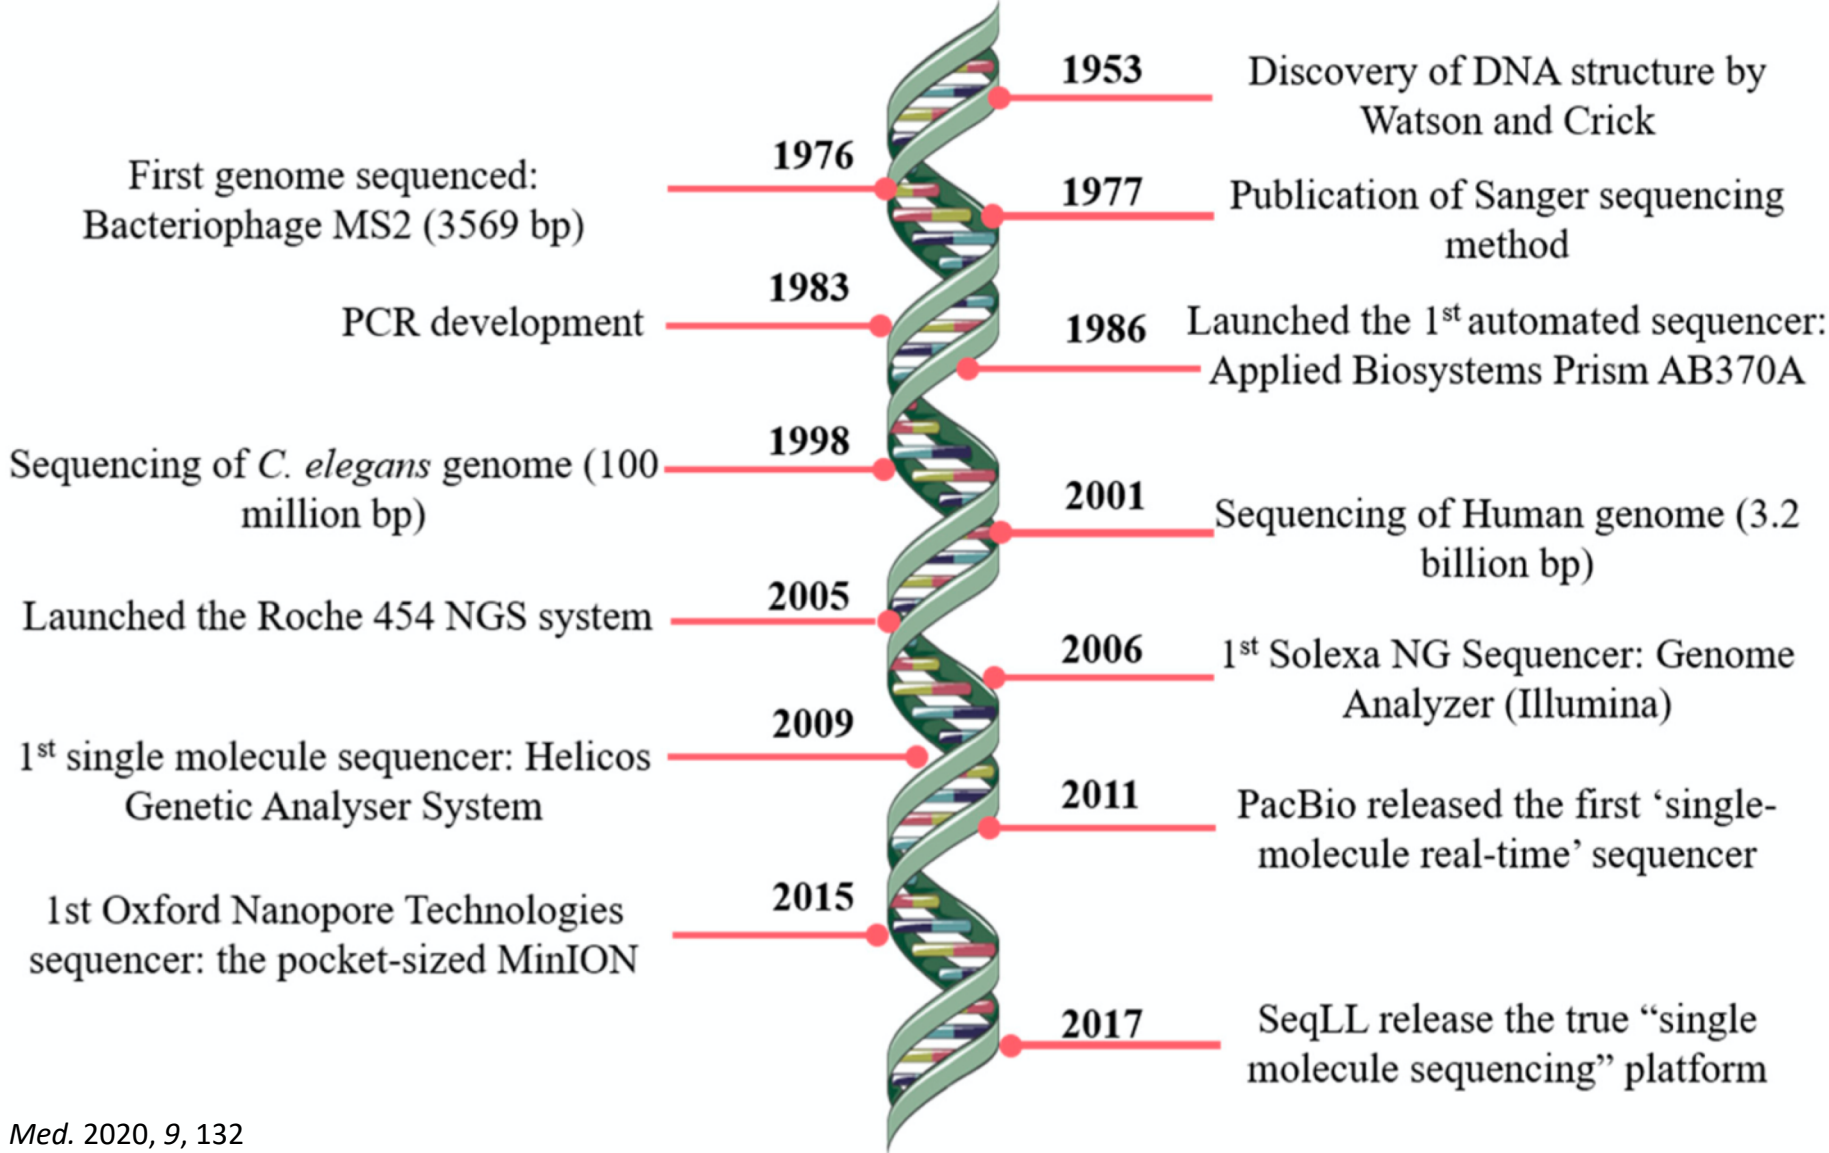 1953
Discovery of DNA structure by
Watson and Crick
1976
First genome sequenced:
Bacteriophage MS2 (3569 bp)
1977
Publication of Sanger sequencing
method
1983
PCR development
1986
Launched the 1st automated sequencer:
Applied Biosystems Prism AB370A
1998
Sequencing of C. elegans genome (100
million bp)
2001
Sequencing of Human genome (3.2
billion bp)
2005
Launched the Roche 454 NGS system
2006
1st Solexa NG Sequencer: Genome
Analyzer (Illumina)
2009
1st single molecule sequencer: Helicos
Genetic Analyser System
2011
PacBio released the first ‘single-
molecule real-time’ sequencer
2015
1st Oxford Nanopore Technologies
sequencer: the pocket-sized MinION
2017
SeqLL release the true “single
molecule sequencing” platform
Med. 2020, 9, 132